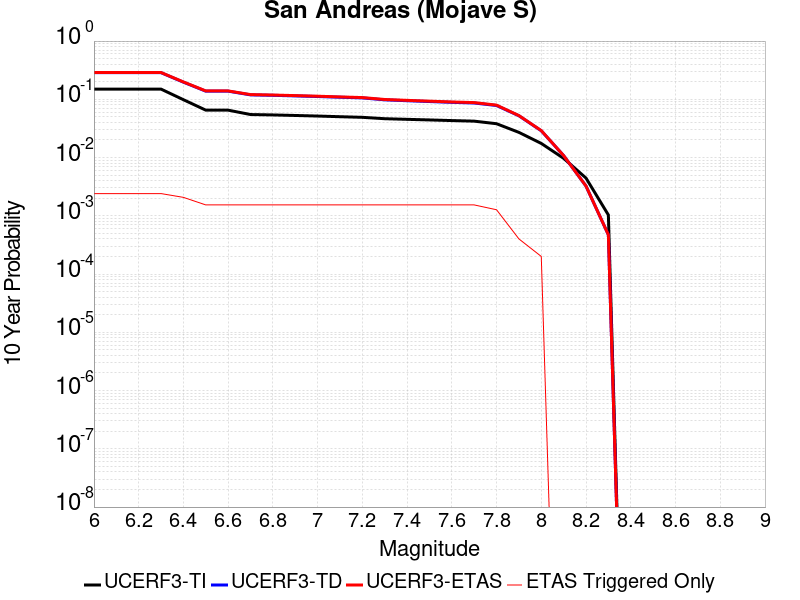 San Andreas (Mojave S)
10 0
10 -1
10 -2
10 -3
10 -4
10 -5
10 -6
10 -7
10 -8
10 Year Probability
6 6.2 6.4 6.6 6.8 7 7.2 7.4 7.6 7.8 8 8.2 8.4 8.6 8.8 9
Magnitude
UCERF3-TI UCERF3-TD UCERF3-ETAS ETAS Triggered Only